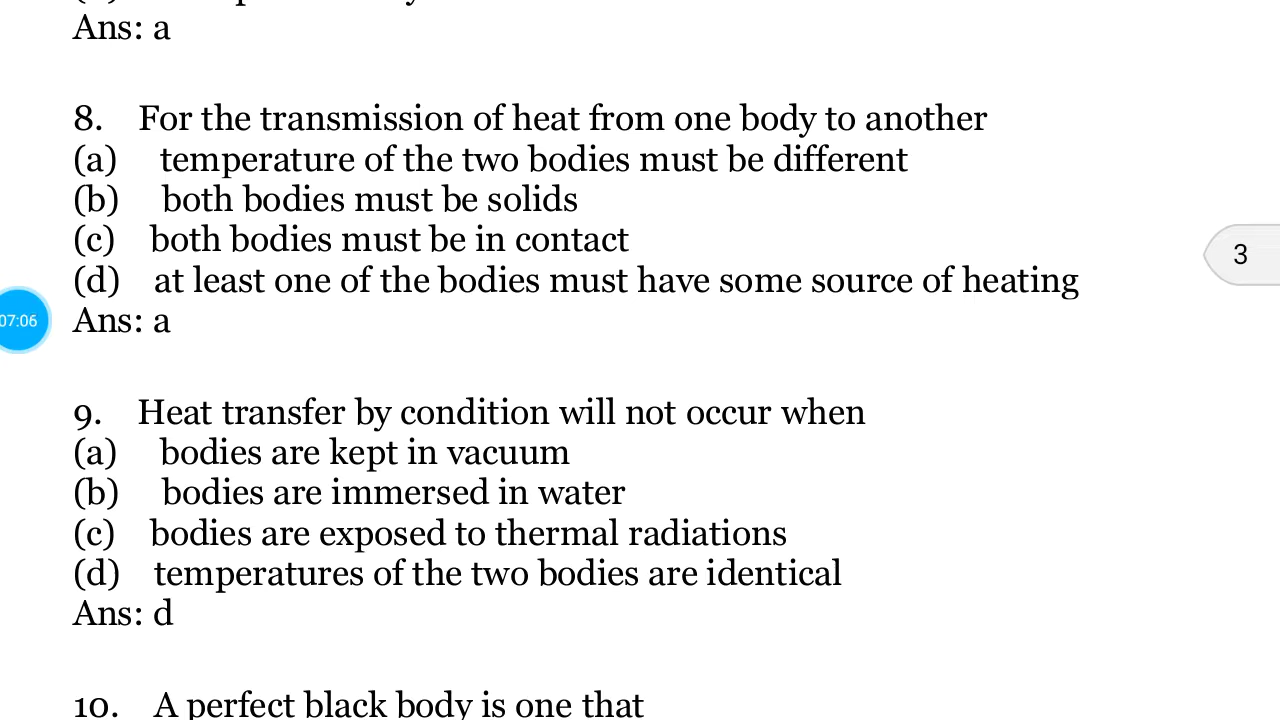 Ans: a
8. For the transmission of heat from one body to another
(a) temperature of the two bodies must be different
(b) both bodies must be solids
(c) both bodies must be in contact
(d) at least one of the bodies must have some source of heating
3
07:06
Ans: a
9. Heat transfer by condition will not occur when
(a) bodies are kept in vacuum
(b) bodies are immersed in water
(c) bodies are exposed to thermal radiations
(d) temperatures of the two bodies are identical
Ans: d
10. A perfect black body is one that